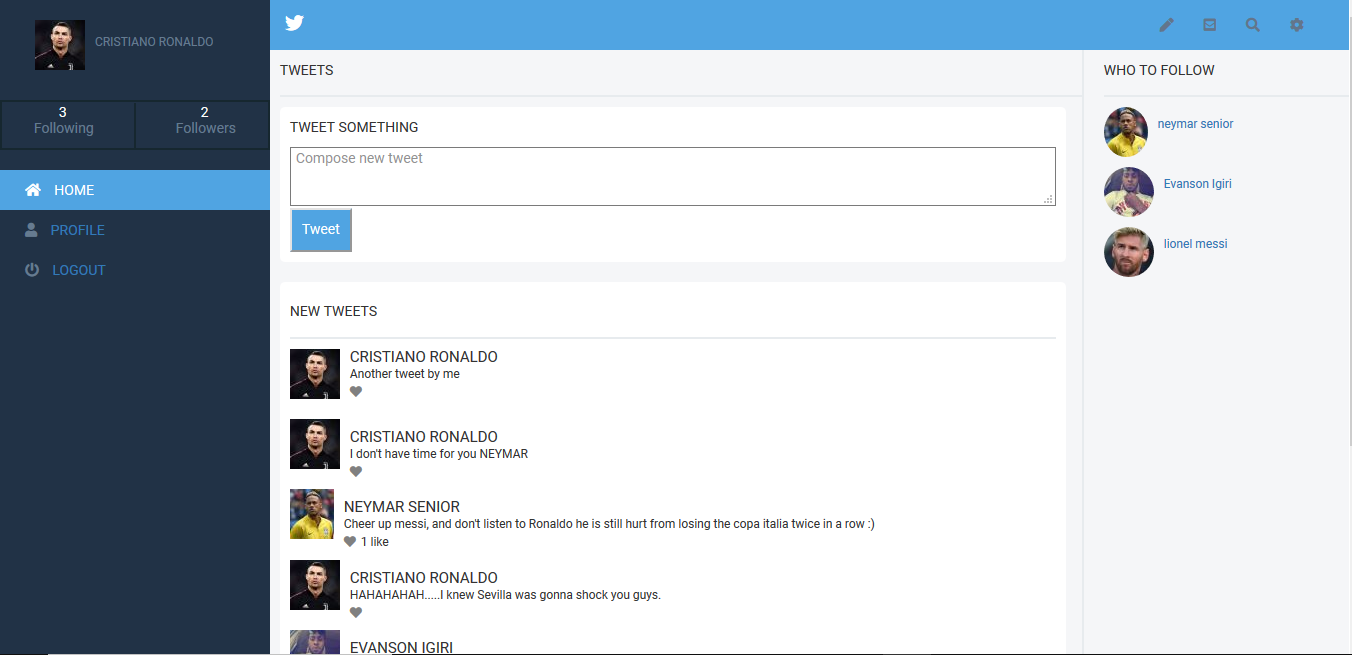 CRISTIANO RONALDO
3
Following
2
Followers
HOME
PROFILE
LOGOUT
TWEETS
TWEET SOMETHING
Compose new tweet
Tweet
NEW TWEETS
CRISTIANO RONALDO
Another tweet by me
CRISTIANO RONALDO
I don't have time for you NEYMAR
NEYMAR SENIOR
Cheer up messi, and don't listen to Ronaldo he is still hurt from losing the copa italia twice in a row :)
1 like
CRISTIANO RONALDO
HAHAHAHAH.....I knew Sevilla was gonna shock you guys.
EVANSON IGIRI
WHO TO FOLLOW
neymar senior
Evanson Igiri
lionel messi